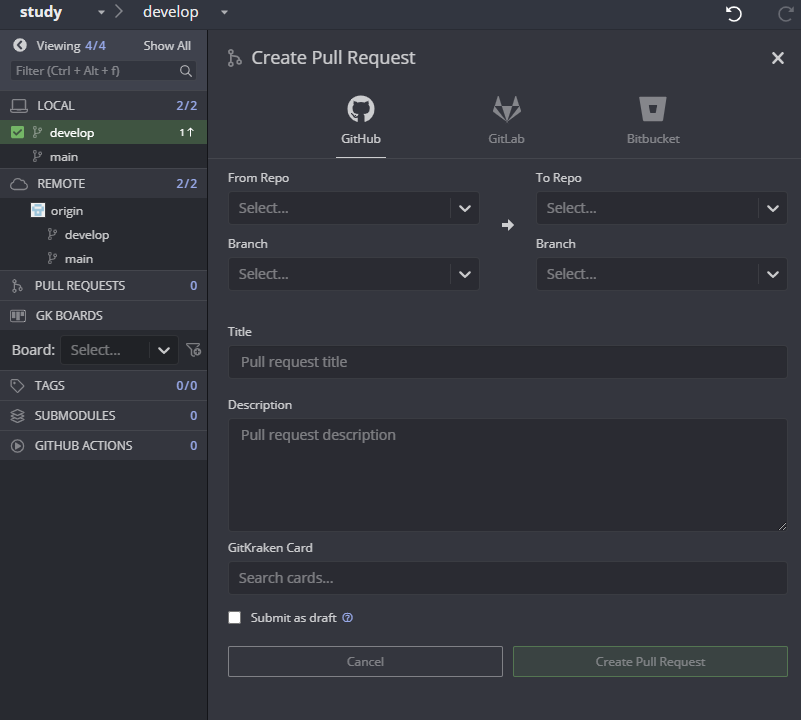 study
develop
Viewing 4/4 Show All
Filter (Ctrl + Alt + f)
LOCAL 2/2
develop 1↑
main
REMOTE 2/2
origin
develop
main
PULL REQUESTS 0
GK BOARDS
Board: Select...
TAGS 0/0
SUBMODULES 0
GITHUB ACTIONS 0
Create Pull Request
GitHub GitLab Bitbucket
From Repo To Repo
Select... Select...
Branch Branch
Select... Select...
Title
Pull request title
Description
Pull request description
GitKraken Card
Search cards...
Submit as draft
Cancel Create Pull Request